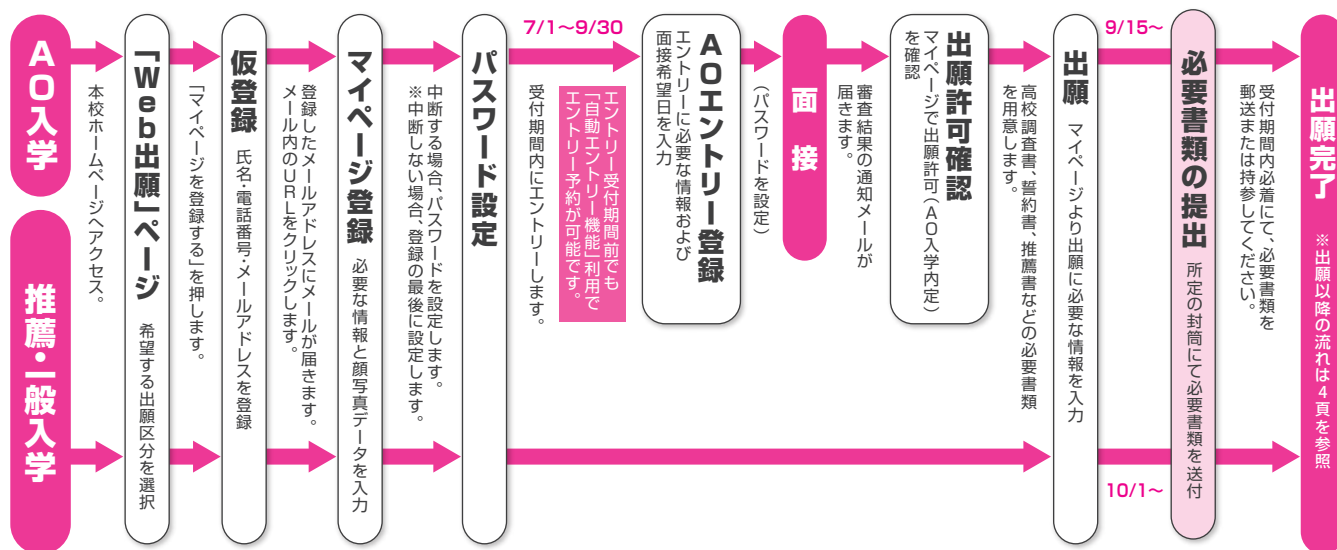 AO入学
推薦・一般入学
本校ホームページへアクセス。
「Web出願」ページ
希望する出願区分を選択
「マイページを登録する」を押します。
仮登録
氏名・電話番号・メールアドレスを登録
登録したメールアドレスにメールが届きます。
メール内のURLをクリックします。
マイページ登録
必要な情報と顔写真データを入力
中断する場合、パスワードを設定します。
※中断しない場合、登録の最後に設定します。
パスワード設定
7/1〜9/30
エントリー受付期間前でも
「自動エントリー機能」利用で
エントリー予約が可能です。
受付期間内にエントリーします。
AOエントリー登録
エントリーに必要な情報および
面接希望日を入力
(パスワードを設定)
面接
審査結果の通知メールが
届きます。
出願許可確認
マイページで出願許可(AO入学内定)
を確認
高校調査書、誓約書、推薦書などの必要書類
を用意します。
出願
マイページより出願に必要な情報を入力
9/15〜
10/1〜
必要書類の提出
所定の封筒にて必要書類を送付
受付期間内必着にて、必要書類を
郵送または持参してください。
出願完了
※出願以降の流れは4頁を参照